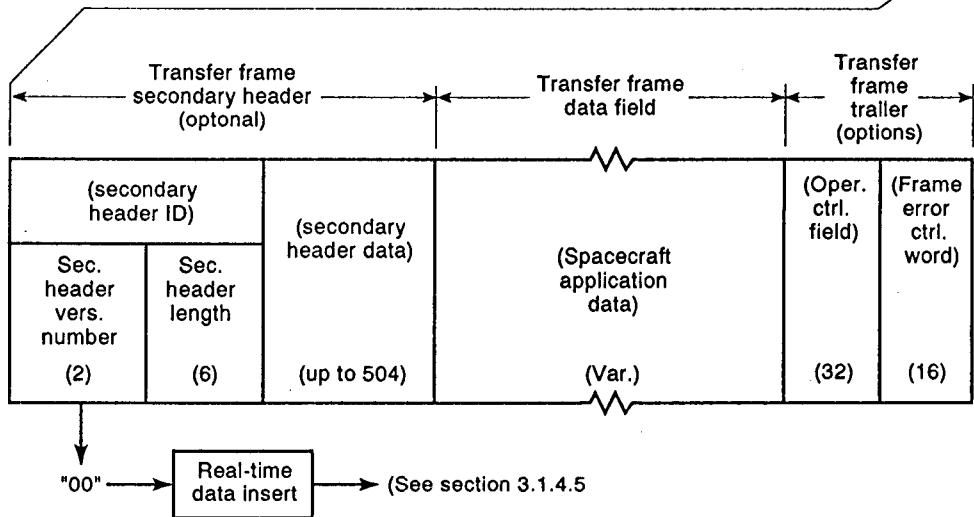 Transfer frame
secondary header
(optonal)
Transfer frame
data field
Transfer
frame
traller
(options)
(secondary
header ID)
Sec.
header
vers.
number
(2)
Sec.
header
length
(6)
(secondary
header data)
(up to 504)
(Spacecraft
application
data)
(Var.)
(Oper.
ctrl.
field)
(32)
(Frame
error
ctrl.
word)
(16)
"00"
Real-time
data insert
(See section 3.1.4.5